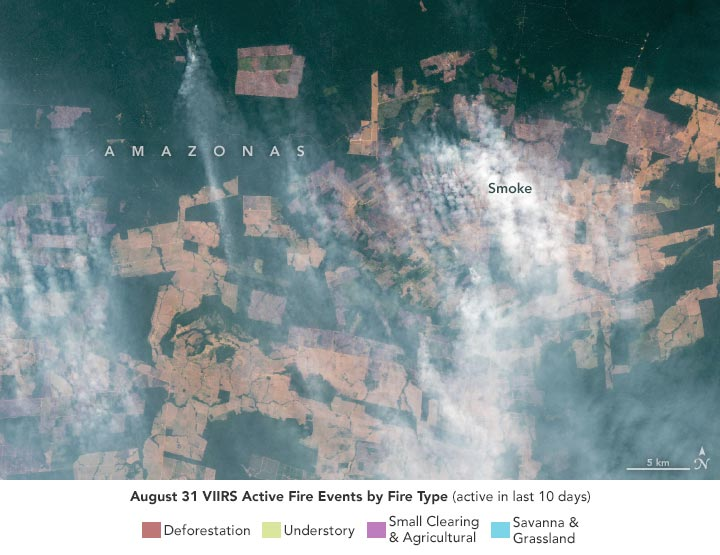 AMAZONAS
Smoke
5 km
N
August 31 VIIRS Active Fire Events by Fire Type (active in last 10 days)
Deforestation
Understory
Small Clearing
& Agricultural
Savanna &
Grassland